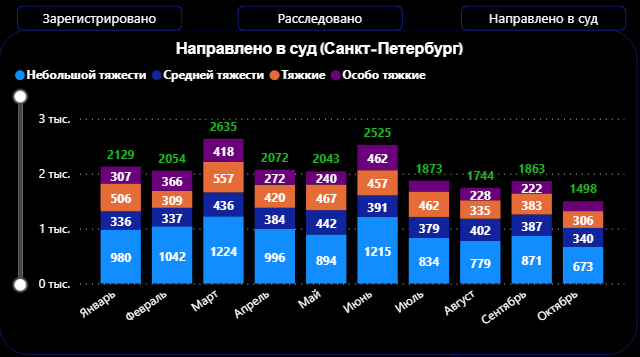 Зарегистрировано Расследовано Направлено в суд
Направлено в суд (Санкт-Петербург)
Небольшой тяжести Средней тяжести Тяжкие Особо тяжкие
3 тыс.
2 тыс.
1 тыс.
0 тыс.
2129 2054 2635 2072 2043 2525 1873 1744 1863 1498
307 366 418 272 240 462 228 222
506 309 557 420 467 457 462 335 383 306
336 337 436 384 442 391 379 402 387 340
980 1042 1224 996 894 1215 834 779 871 673
Январь Февраль Март Апрель Май Июнь Июль Август Сентябрь Октябрь